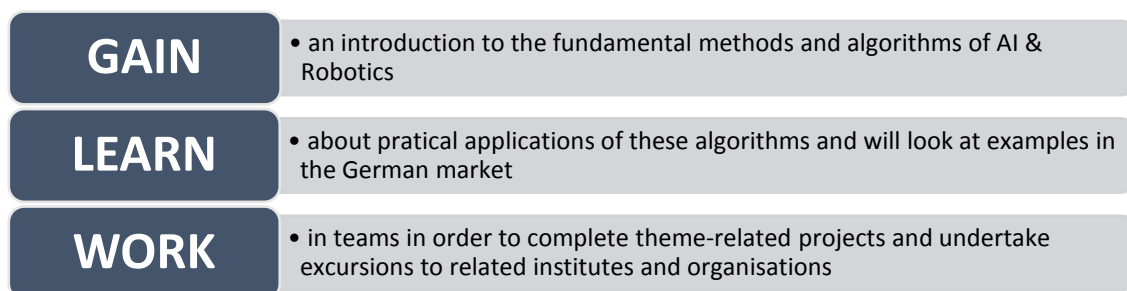 GAIN
• an introduction to the fundamental methods and algorithms of AI &
Robotics
LEARN
• about pratical applications of these algorithms and will look at examples in
the German market
WORK
• in teams in order to complete theme-related projects and undertake
excursions to related institutes and organisations